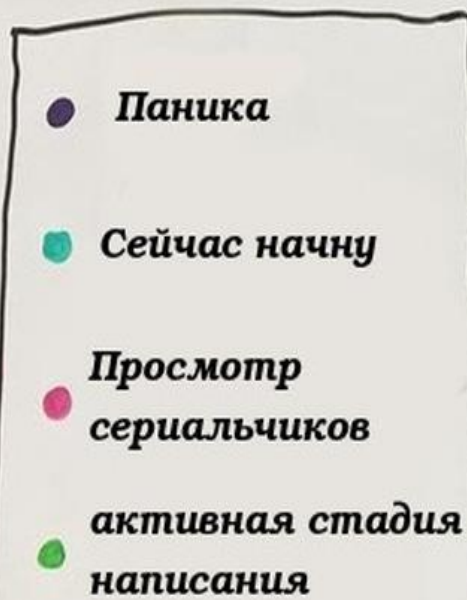 Паника
Сейчас начну
Просмотр
сериальчиков
активная стадия
написания